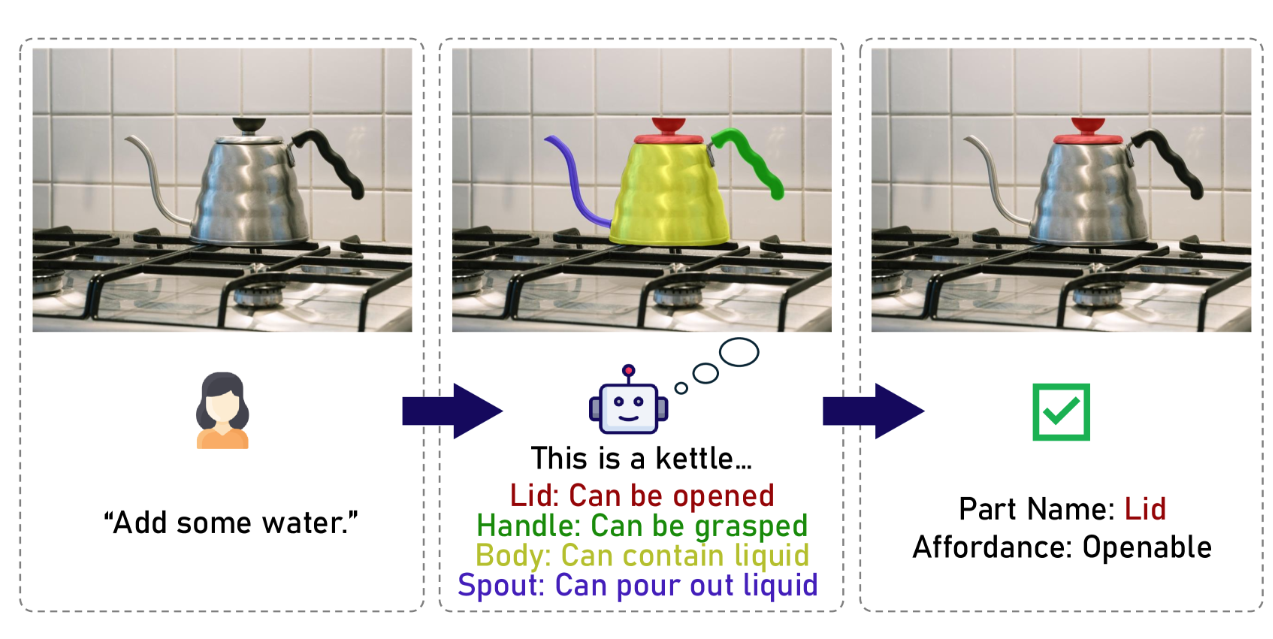 “Add some water.”
This is a kettle...
Lid: Can be opened
Handle: Can be grasped
Body: Can contain liquid
Spout: Can pour out liquid
Part Name: Lid
Affordance: Openable